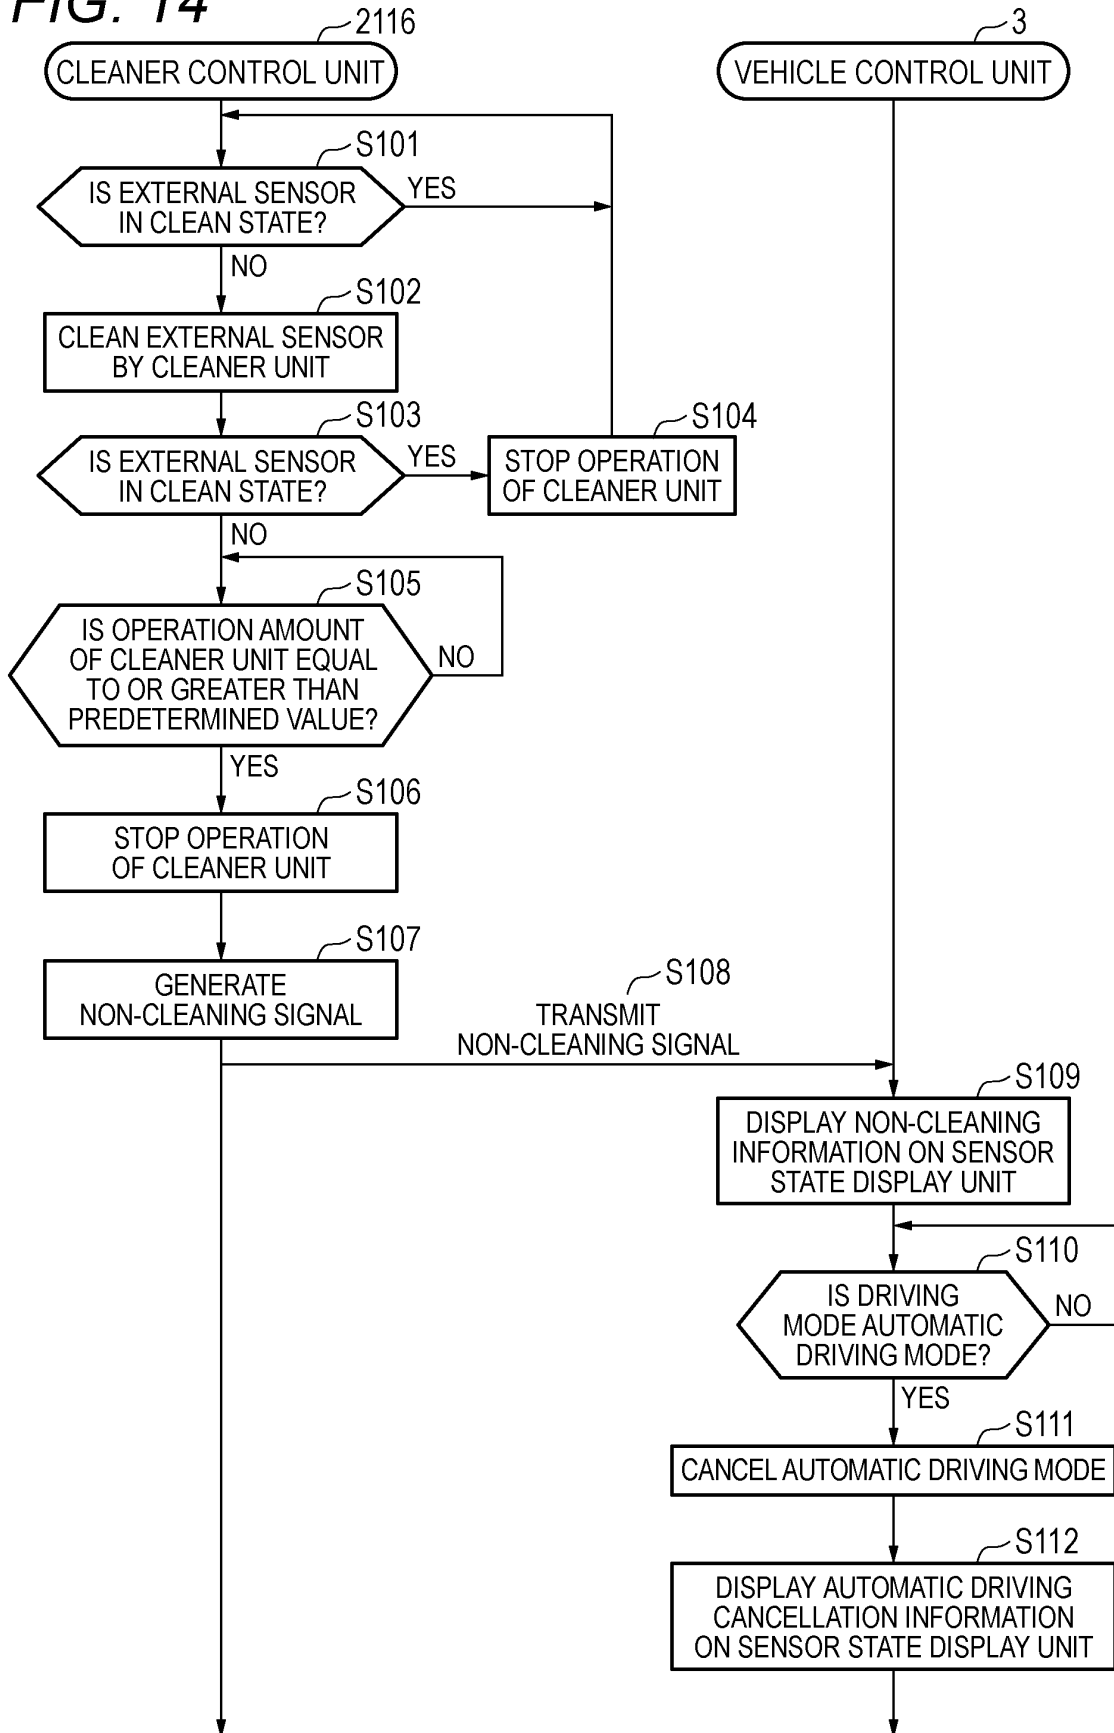 FIG. 14
2116
CLEANER CONTROL UNIT
3
VEHICLE CONTROL UNIT
S101
IS EXTERNAL SENSOR
IN CLEAN STATE?
YES
NO
S102
CLEAN EXTERNAL SENSOR
BY CLEANER UNIT
S103
IS EXTERNAL SENSOR
IN CLEAN STATE?
YES
S104
STOP OPERATION
OF CLEANER UNIT
NO
S105
IS OPERATION AMOUNT
OF CLEANER UNIT EQUAL
TO OR GREATER THAN
PREDETERMINED VALUE?
NO
YES
S106
STOP OPERATION
OF CLEANER UNIT
S107
GENERATE
NON-CLEANING SIGNAL
S108
TRANSMIT
NON-CLEANING SIGNAL
S109
DISPLAY NON-CLEANING
INFORMATION ON SENSOR
STATE DISPLAY UNIT
S110
IS DRIVING
MODE AUTOMATIC
DRIVING MODE?
NO
YES
S111
CANCEL AUTOMATIC DRIVING MODE
S112
DISPLAY AUTOMATIC DRIVING
CANCELLATION INFORMATION
ON SENSOR STATE DISPLAY UNIT